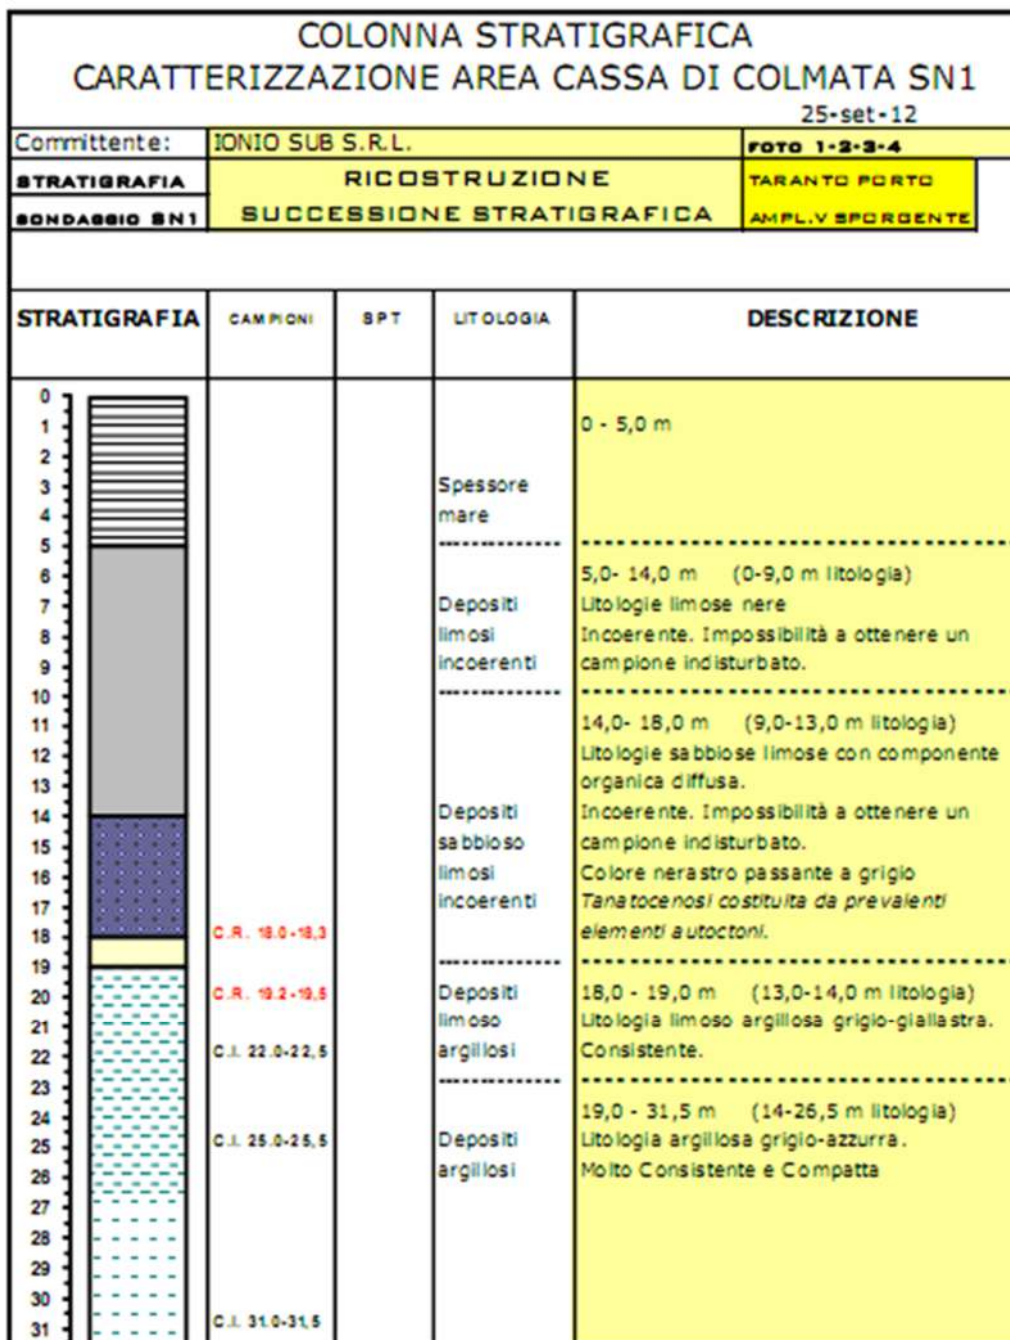 COLONNA STRATIGRAFICA
CARATTERIZZAZIONE AREA CASSA DI COLMATA SN1
25-set-12
Committente: IONIO SUB S.R.L. FOTO 1-2-3-4
STRATIGRAFIA RICOSTRUZIONE TARANTO PORTO
SONDAGGIO SN1 SUCCESSIONE STRATIGRAFICA AMPL.V SPORGENTE
STRATIGRAFIA CAMPIONI SPT LITOLOGIA DESCRIZIONE
0
1 0 - 5,0 m
2
3 Spessore
4 mare
5
6 5,0- 14,0 m (0-9,0 m litologia)
7 Depositi Litologie limose nere
8 limosi Incoerente. Impossibilità a ottenere un
9 incoerenti campione indisturbato.
10
11 14,0- 18,0 m (9,0-13,0 m litologia)
12 Litologie sabbiose limose con componente
13 organica diffusa.
14 Depositi Incoerente. Impossibilità a ottenere un
15 sabbioso campione indisturbato.
16 limosi Colore nerastro passante a grigio
17 incoerenti Tanatocenosi costituita da prevalenti
18 C.R. 18.0-18,3 elementi autoctoni.
19
20 C.R. 19.2-19,5 Depositi 18,0 - 19,0 m (13,0-14,0 m litologia)
21 limoso Litologia limoso argillosa grigio-giallastra.
22 C.I. 22.0-22,5 argillosi Consistente.
23
24 19,0 - 31,5 m (14-26,5 m litologia)
25 C.I. 25.0-25,5 Depositi Litologia argillosa grigio-azzurra.
26 argillosi Molto Consistente e Compatta
27
28
29
30
31 C.I. 31.0-31,5